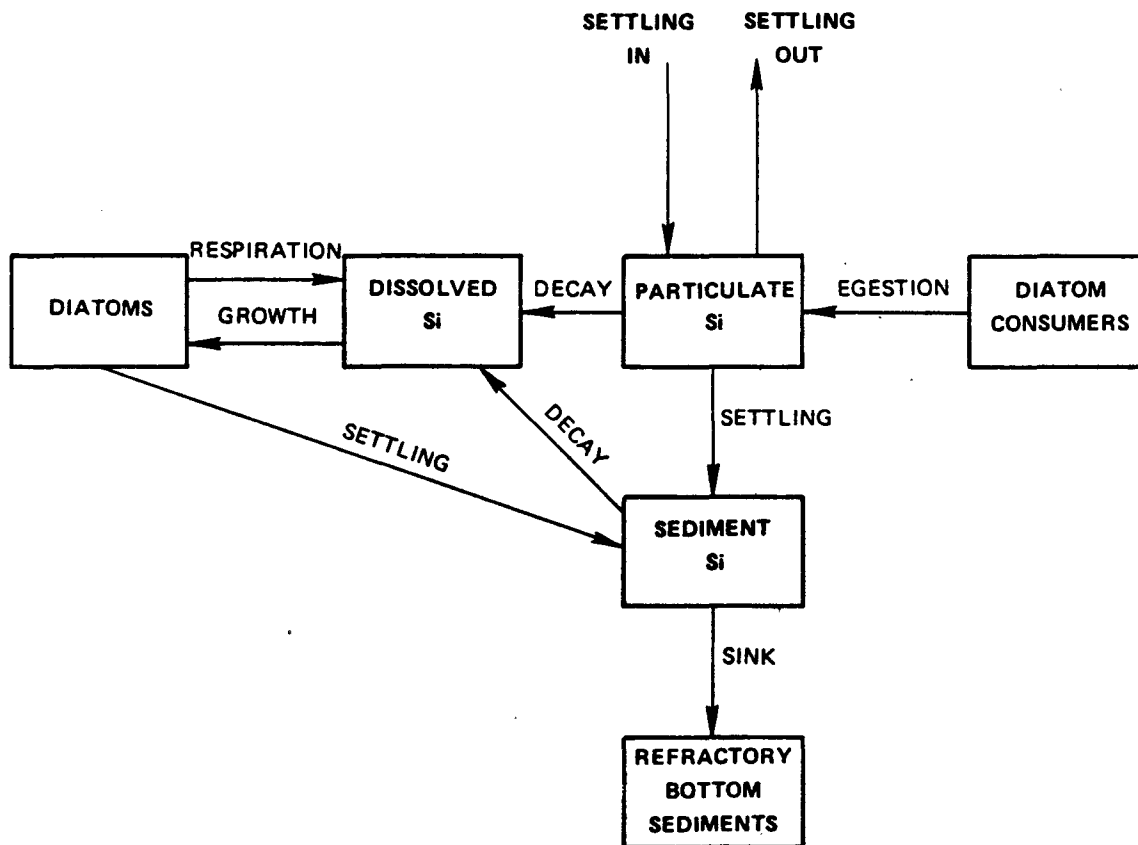 SETTLING
IN
SETTLING
OUT
RESPIRATION
GROWTH
DIATOMS
DISSOLVED
Si
DECAY
PARTICULATE
Si
EGESTION
DIATOM
CONSUMERS
SETTLING
DECAY
SETTLING
SEDIMENT
Si
SINK
REFRACTORY
BOTTOM
SEDIMENTS